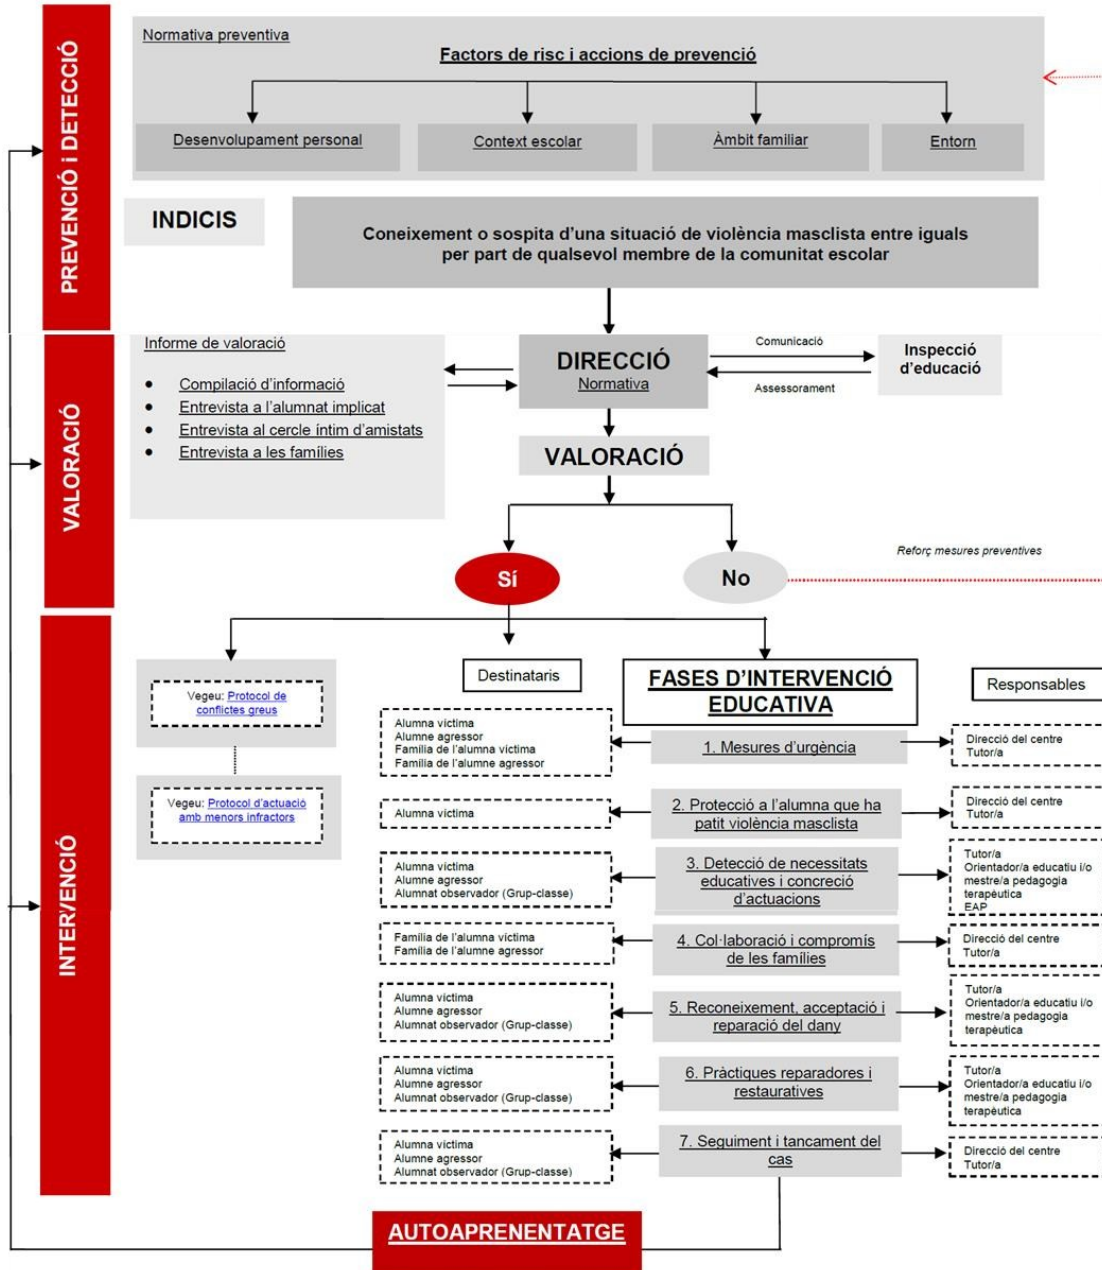 PREVENCIÓ i DETECCIÓ
Normativa preventiva
Factors de risc i accions de prevenció
Desenvolupament personal
Context escolar
Àmbit familiar
Entorn
INDICIS
Coneixement o sospita d'una situació de violència masclista entre iguals
per part de qualsevol membre de la comunitat escolar
VALORACIÓ
Informe de valoració
• Compilació d'informació
• Entrevista a l'alumnat implicat
• Entrevista al cercle íntim d'amistats
• Entrevista a les famílies
DIRECCIÓ
Normativa
Comunicació
Assessorament
Inspecció
d'educació
VALORACIÓ
Sí
No
Reforç mesures preventives
INTERVENCIÓ
Vegeu: Protocol de
conflictes greus
Vegeu: Protocol d'actuació
amb menors infractors
Destinataris
FASES D'INTERVENCIÓ
EDUCATIVA
Responsables
Alumna víctima
Alumne agressor
Família de l'alumna víctima
Família de l'alumne agressor
1. Mesures d'urgència
Direcció del centre
Tutor/a
Alumna víctima
2. Protecció a l'alumna que ha
patit violència masclista
Direcció del centre
Tutor/a
Alumna víctima
Alumne agressor
Alumnat observador (Grup-classe)
3. Detecció de necessitats
educatives i concreció
d'actuacions
Tutor/a
Orientador/a educatiu i/o
mestre/a pedagogia
terapèutica
EAP
Família de l'alumna víctima
Família de l'alumne agressor
4. Col·laboració i compromís
de les famílies
Direcció del centre
Tutor/a
Alumna víctima
Alumne agressor
Alumnat observador (Grup-classe)
5. Reconeixement, acceptació i
reparació del dany
Tutor/a
Orientador/a educatiu i/o
mestre/a pedagogia
terapèutica
Alumna víctima
Alumne agressor
Alumnat observador (Grup-classe)
6. Pràctiques reparadores i
restauratives
Tutor/a
Orientador/a educatiu i/o
mestre/a pedagogia
terapèutica
Alumna víctima
Alumne agressor
Alumnat observador (Grup-classe)
7. Seguiment i tancament del
cas
Direcció del centre
Tutor/a
AUTOAPRENENTATGE